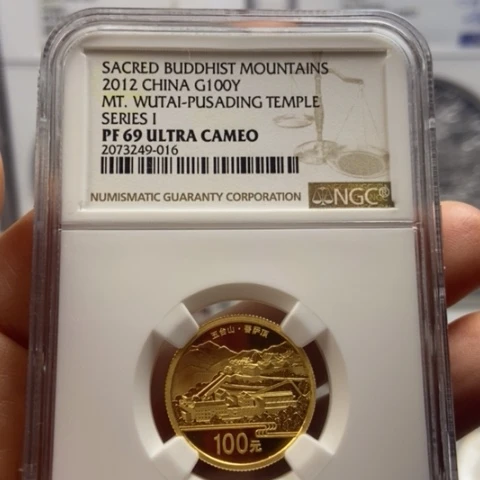 SACRED BUDDHIST MOUNTAINS
2012 CHINA G100Y
MT. WUTAI-PUSADING TEMPLE
SERIES I
PF 69 ULTRA CAMEO
2073249-016
NUMISMATIC GUARANTY CORPORATION
NGC®
五台山·菩萨顶
100元